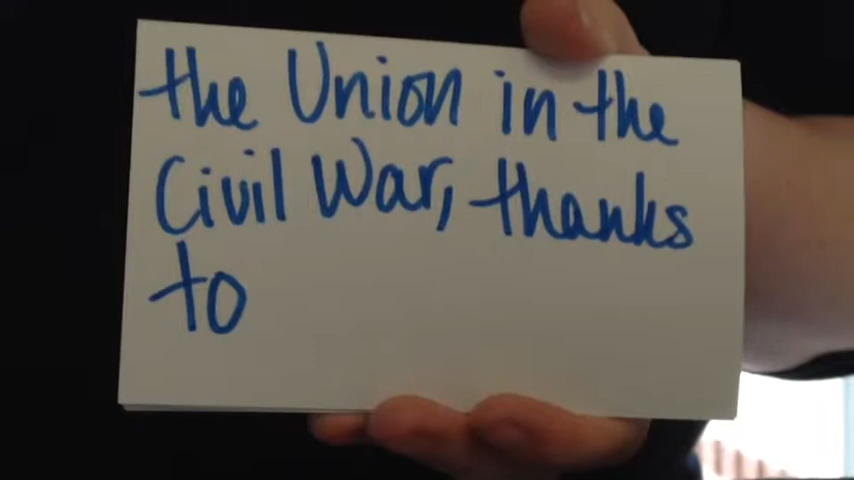 the Union in the
Civil War, thanks
to